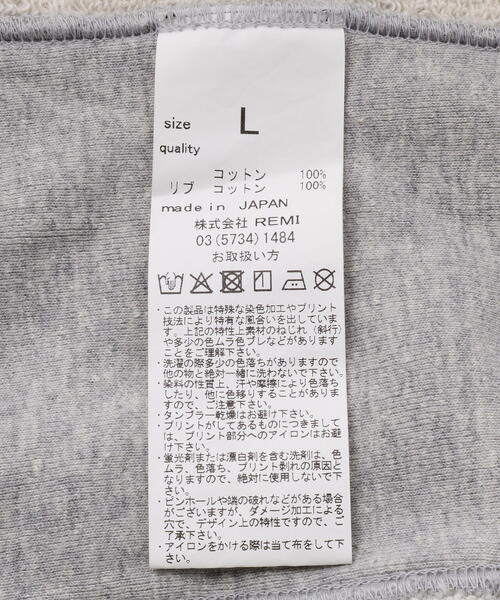 size L
quality
コットン 100%
リブ コットン 100%
made in JAPAN
株式会社 REMI
03(5734)1484
お取扱い方
・この製品は特殊な染色加工やプリント
技法により特有な風合いを出していま
す。上記の特性上素材のねじれ（斜行）
や多少の色ムラ色ブレなどがあります
ことをご理解下さい。
・洗濯の際多少の色落ちがありますので
他の物と絶対一緒に洗わないで下さい。
・染料の性質上、汗や摩擦により色落ち
したり、他に色移りすることがありま
すので、ご注意下さい。
・タンブラー乾燥はお避け下さい。
・プリントがしてあるものにつきまして
は、プリント部分へのアイロンはお避け
下さい。
・蛍光剤または漂白剤を含む洗剤は、色
ムラ、色落ち、プリント剥れの原因と
なりますので、絶対に使用しないで下
さい。
・ピンホールや端の破れなどがある場合
がございますが、ダメージ加工による
穴で、デザイン上の特性ですので、ご
了承下さい。
・アイロンをかける際は当て布をして下
さい。